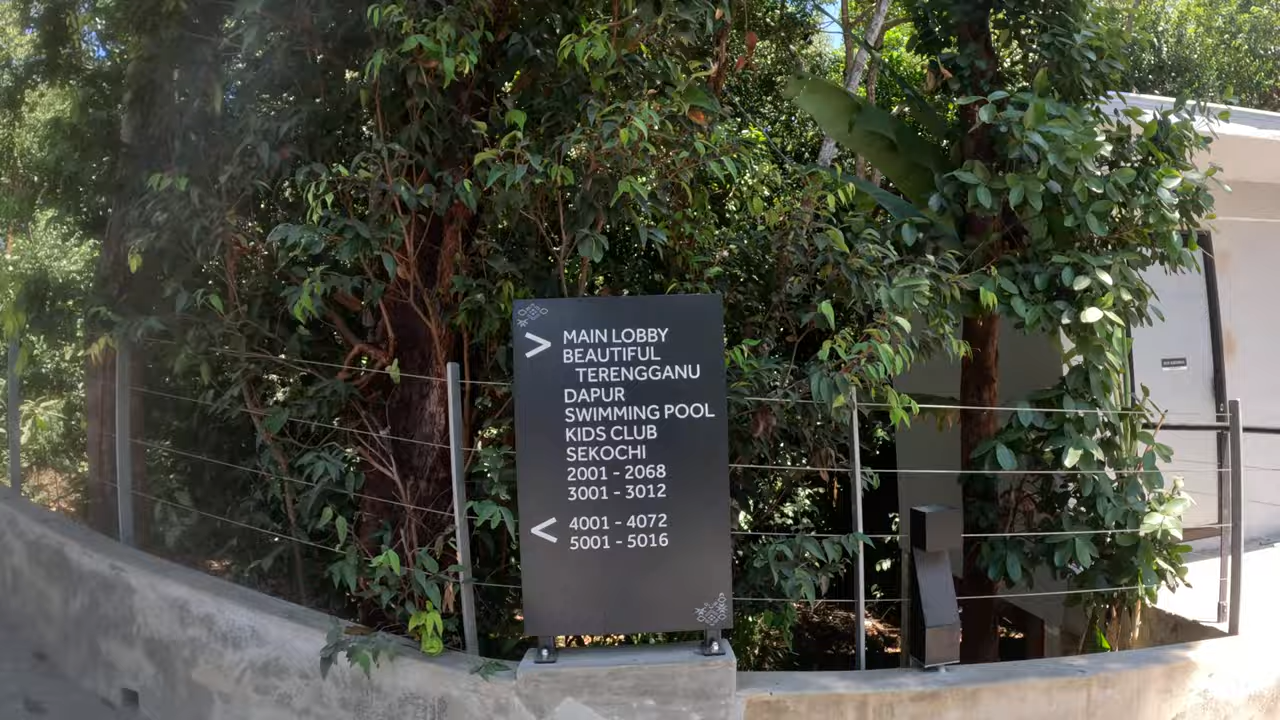 > MAIN LOBBY
BEAUTIFUL
TERENGGANU
DAPUR
SWIMMING POOL
KIDS CLUB
SEKOCHI
2001 - 2068
3001 - 3012
< 4001 - 4072
5001 - 5016